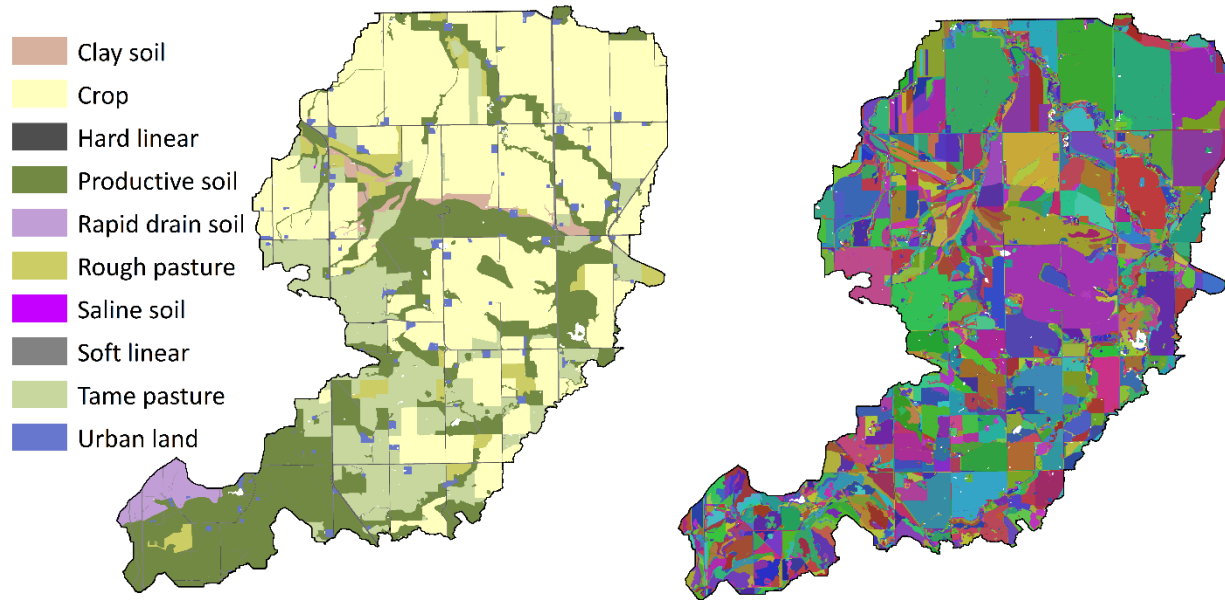 Clay soil
Crop
Hard linear
Productive soil
Rapid drain soil
Rough pasture
Saline soil
Soft linear
Tame pasture
Urban land